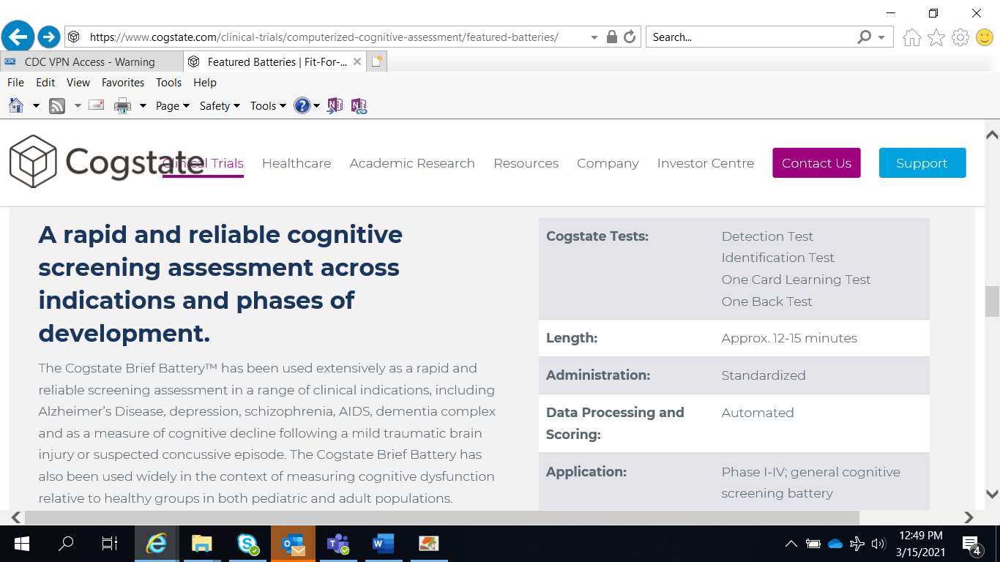 https://www.cogstate.com/clinical-trials/computerized-cognitive-assessment/featured-batteries/
Search...
CDC CDC VPN Access - Warning
Featured Batteries | Fit-For-...
File Edit View Favorites Tools Help
Page Safety Tools
Cogstate
Clinical Trials Healthcare Academic Research Resources Company Investor Centre Contact Us Support
A rapid and reliable cognitive
screening assessment across
indications and phases of
development.
The Cogstate Brief Battery™ has been used extensively as a rapid and
reliable screening assessment in a range of clinical indications, including
Alzheimer's Disease, depression, schizophrenia, AIDS, dementia complex
and as a measure of cognitive decline following a mild traumatic brain
injury or suspected concussive episode. The Cogstate Brief Battery has
also been used widely in the context of measuring cognitive dysfunction
relative to healthy groups in both pediatric and adult populations.
Cogstate Tests: Detection Test
Identification Test
One Card Learning Test
One Back Test
Length: Approx. 12-15 minutes
Administration: Standardized
Data Processing and Automated
Scoring:
Application: Phase I-IV; general cognitive
screening battery
12:49 PM
3/15/2021
4